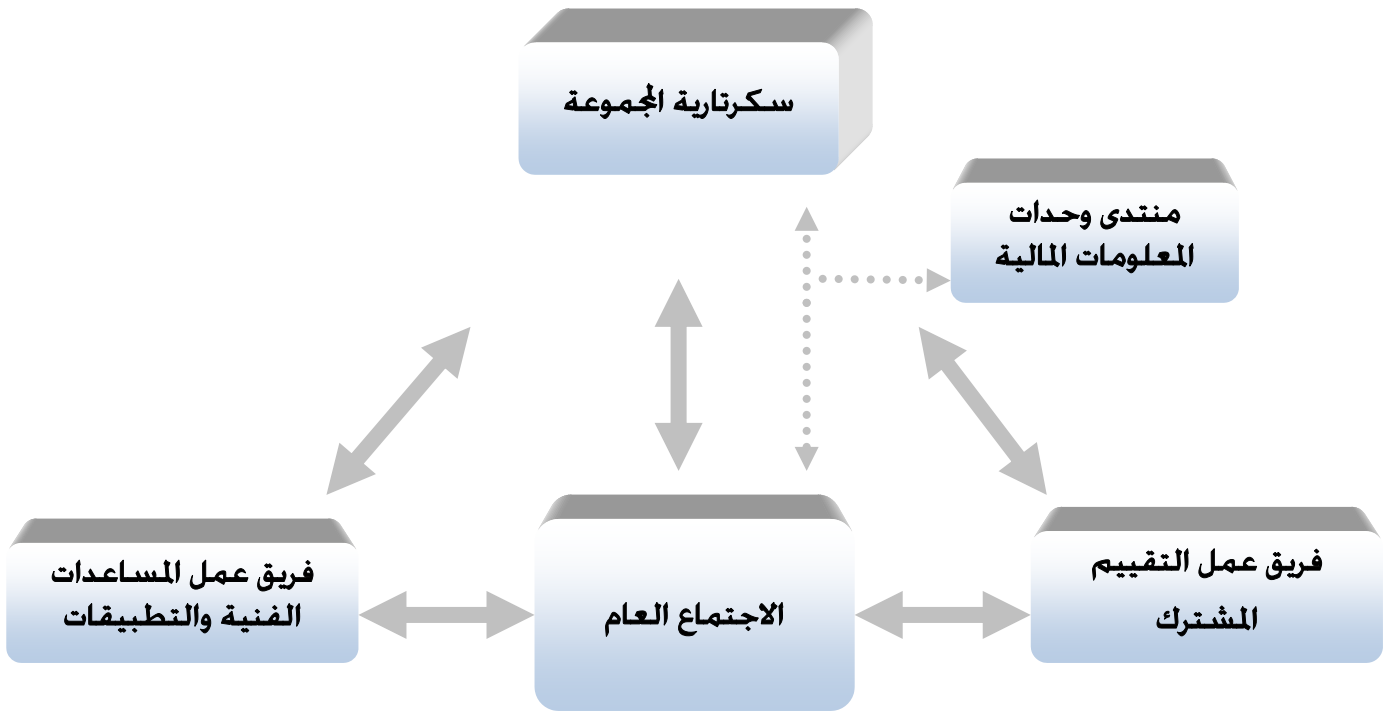 سكرتارية المجموعة
منتدى وحدات
المعلومات المالية
فريق عمل التقييم
المشترك
الاجتماع العام
فريق عمل المساعدات
الفنية والتطبيقات